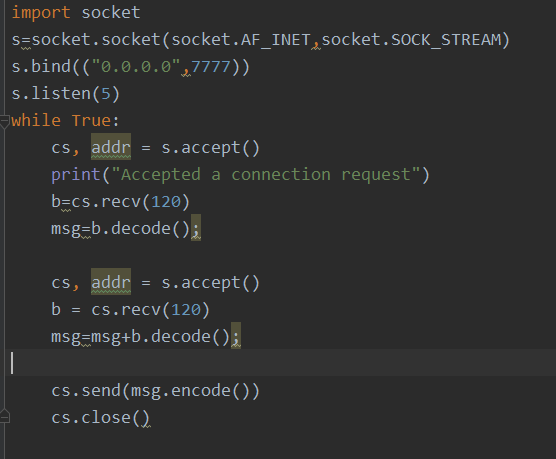 import socket
s=socket.socket(socket.AF_INET,socket.SOCK_STREAM)
s.bind(("0.0.0.0",7777))
s.listen(5)
while True:
    cs, addr = s.accept()
    print("Accepted a connection request")
    b=cs.recv(120)
    msg=b.decode();

    cs, addr = s.accept()
    b = cs.recv(120)
    msg=msg+b.decode();

    cs.send(msg.encode())
    cs.close()